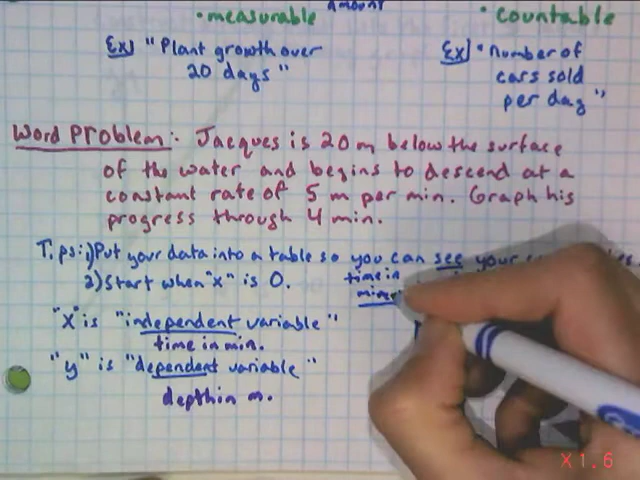 amount
• measurable • countable
Ex) "Plant growth over
20 days"
Ex) "Number of
cars sold
per day"
Word Problem: Jacques is 20 m below the surface
of the water and begins to descend at a
constant rate of 5 m per min. Graph his
progress through 4 min.
Tips: 1) Put your data into a table so you can see your
2) Start when "x" is 0.
time in
"x" is "independent variable"
time in min.
"y" is "dependent variable"
depth in m.
X1.6